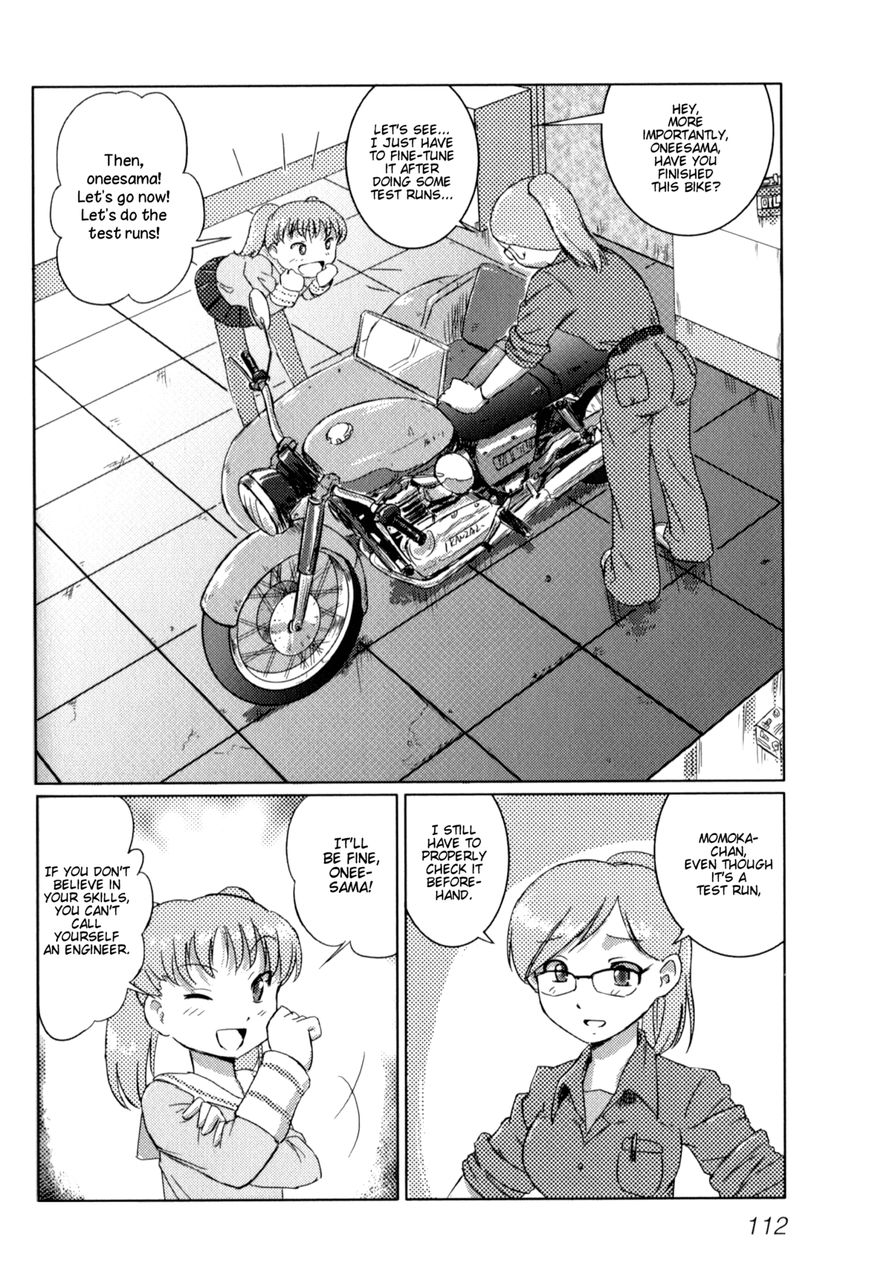 HEY,
MORE
IMPORTANTLY,
ONEESAMA,
HAVE YOU
FINISHED
THIS BIKE?
LET'S SEE...
I JUST HAVE
TO FINE-TUNE
IT AFTER
DOING SOME
TEST RUNS...
Then,
oneesama!
Let's go now!
Let's do the
test runs!
OIL
MOMOKA-
CHAN,
EVEN THOUGH
IT'S A
TEST RUN,
I STILL
HAVE TO
PROPERLY
CHECK IT
BEFORE-
HAND.
IT'LL
BE FINE,
ONEE-
SAMA!
IF YOU DON'T
BELIEVE IN
YOUR SKILLS,
YOU CAN'T
CALL
YOURSELF
AN ENGINEER.
112